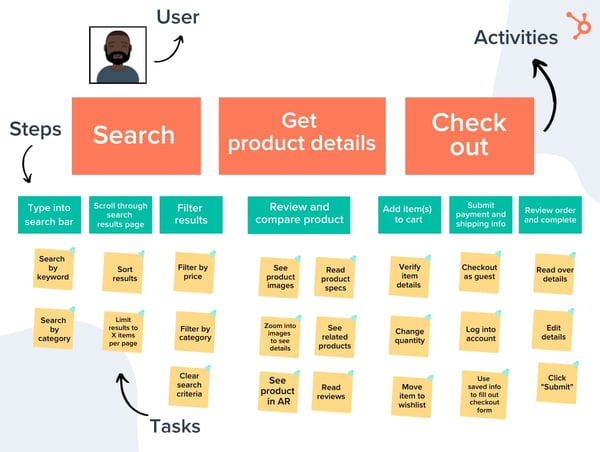 User
Activities
Steps
Search
Get
product details
Check
out
Type into
search bar
Scroll through
search
results page
Filter
results
Review and
compare product
Add item(s)
to cart
Submit
payment and
shipping info
Review order
and complete
Search
by
keyword
Sort
results
Filter by
price
See
product
images
Read
product
specs
Verify
item
details
Checkout
as guest
Read over
details
Search
by
category
Limit
results to
X items
per page
Filter by
category
Zoom into
images
to see
details
See
related
products
Change
quantity
Log into
account
Edit
details
Clear
search
criteria
See
product
in AR
Read
reviews
Move
item to
wishlist
Use
saved info
to fill out
checkout
form
Click
"Submit"
Tasks